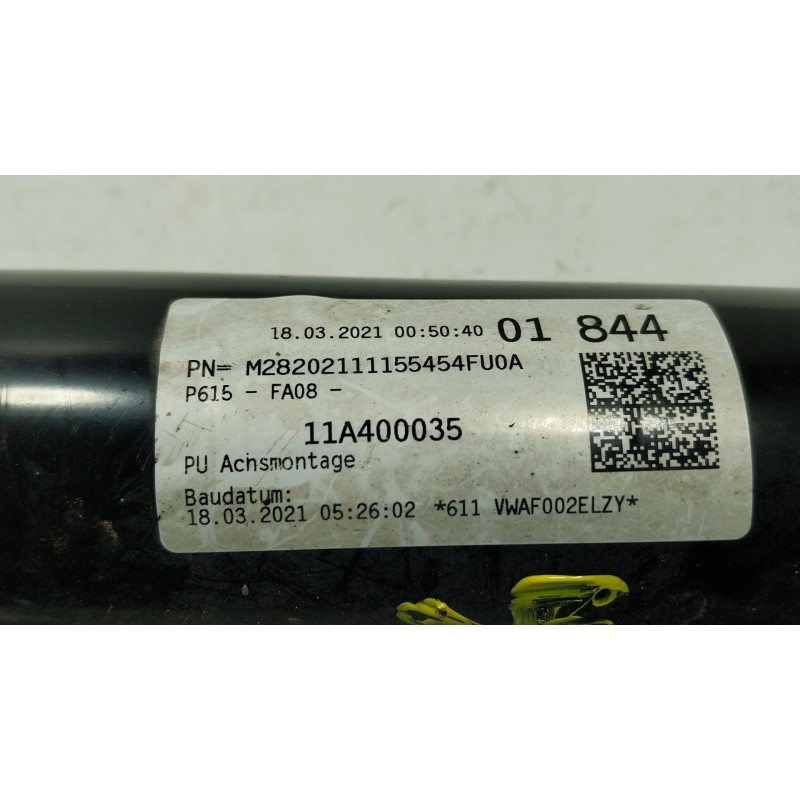 18.03.2021 00:50:40 01 844
PN= M28202111155454FU0A
P615 - FA08 -
11A400035
PU Achsmontage
Baudatum:
18.03.2021 05:26:02 *611 VWAF002ELZY*